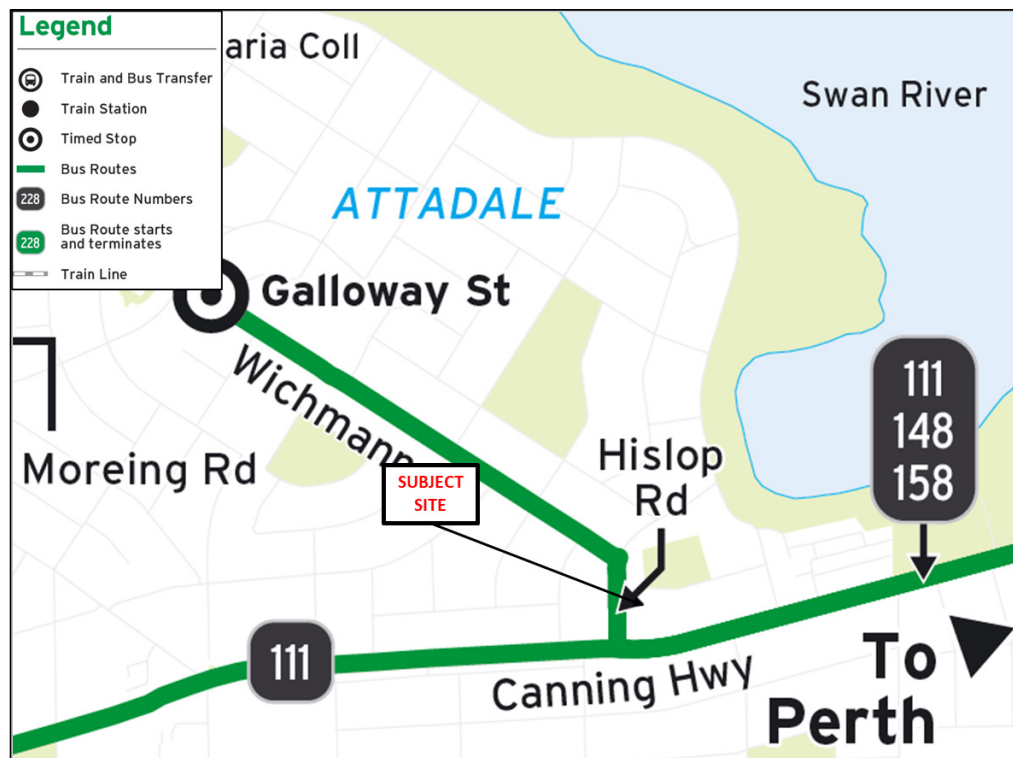 Legend
Train and Bus Transfer
Train Station
Timed Stop
Bus Routes
228
Bus Route Numbers
228
Bus Route starts
and terminates
Train Line
aria Coll
Swan River
ATTADALE
Galloway St
Wichmann
Moreing Rd
SUBJECT
SITE
Hislop
Rd
111
148
158
111
Canning Hwy
To
Perth